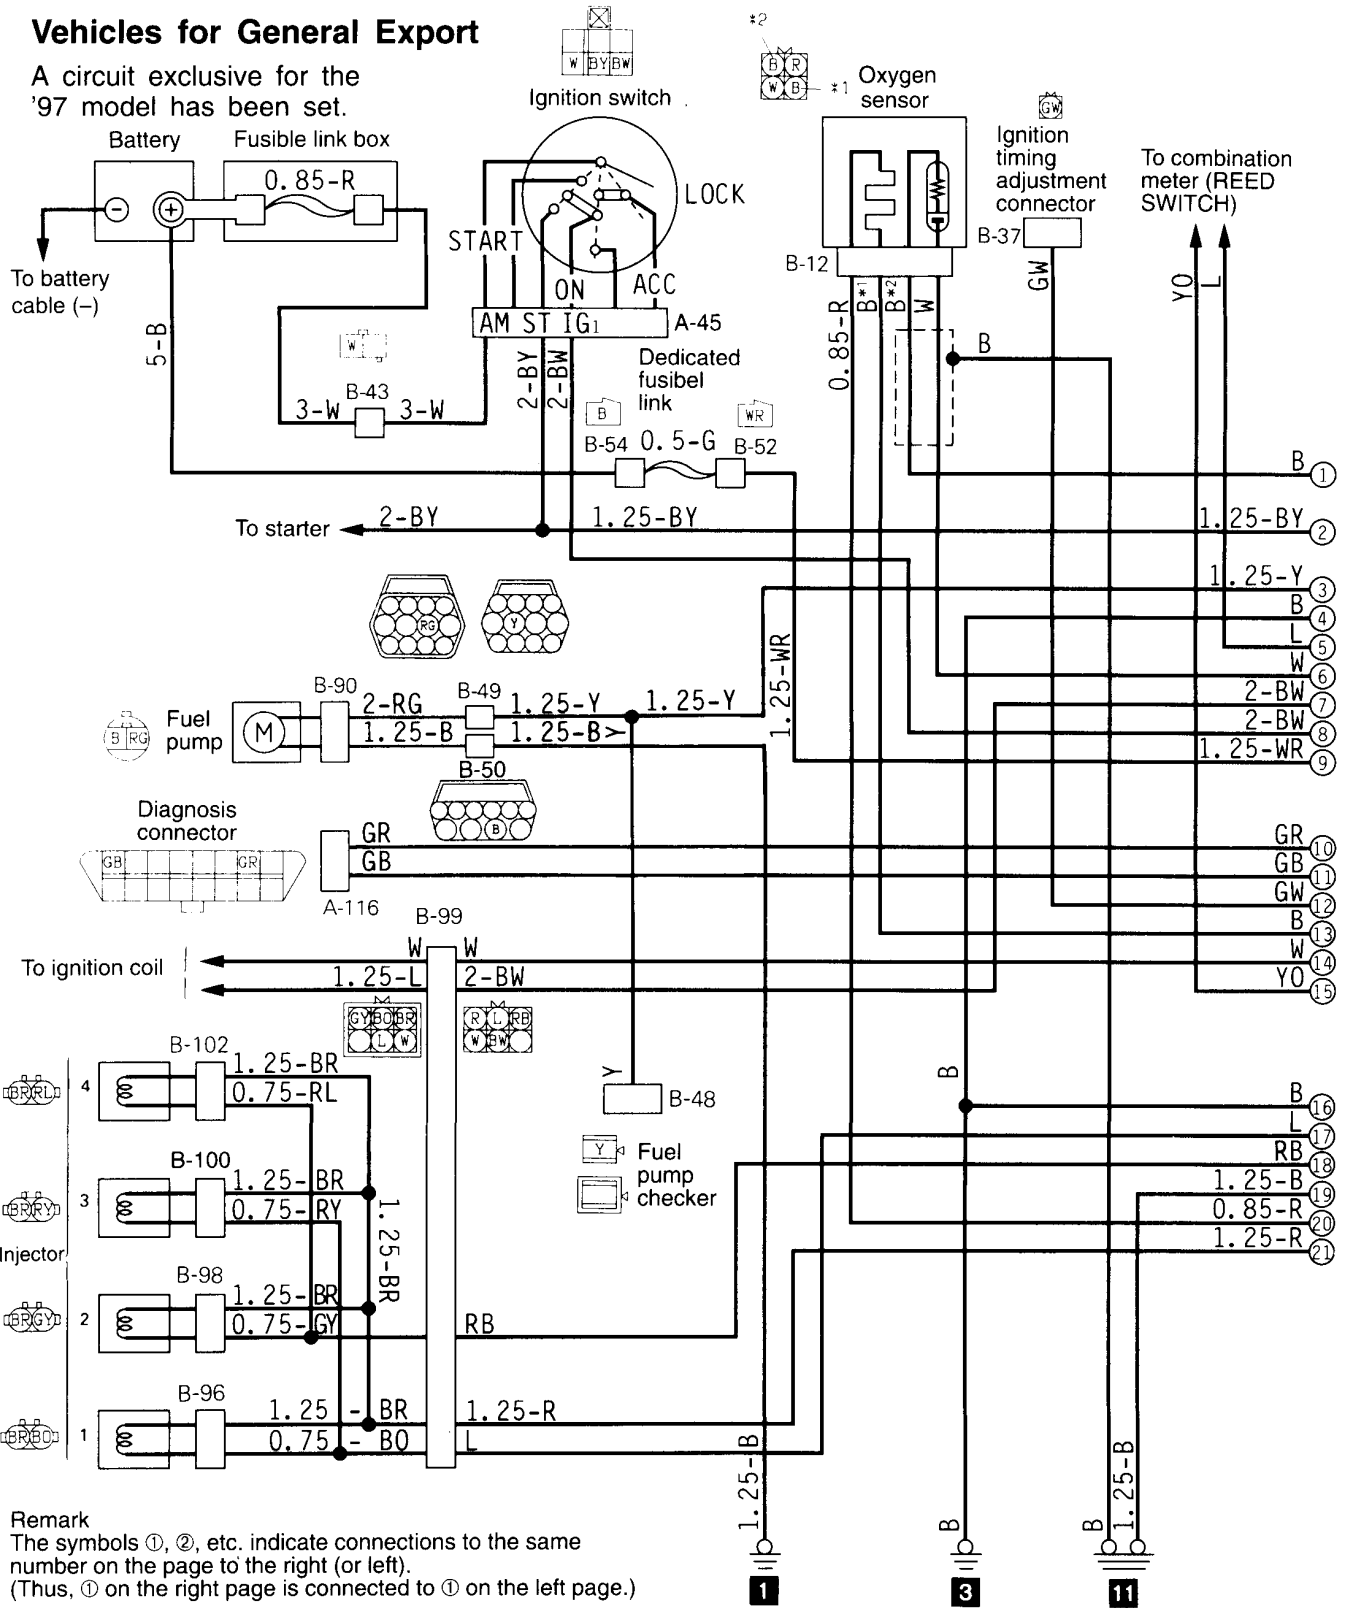 Vehicles for General Export
A circuit exclusive for the
'97 model has been set.
Battery
Fusible link box
0.85-R
To battery
cable (–)
5-B
W
BY
BW
Ignition switch
LOCK
START
ON
ACC
AM ST IG1
A-45
2-BY
2-BW
W
B-43
3-W
3-W
Dedicated
fusibel
link
B
WR
B-54
0.5-G
B-52
To starter
2-BY
1.25-BY
*2
B
R
W
B
*1
Oxygen
sensor
B-12
0.85-R
B*1
B*2
W
B
GW
Ignition
timing
adjustment
connector
B-37
GW
To combination
meter (REED
SWITCH)
YO
L
B
1
1.25-BY
2
1.25-Y
3
B
4
L
5
W
6
2-BW
7
2-BW
8
1.25-WR
9
RG
Y
1.25-WR
B
RG
Fuel
pump
M
B-90
2-RG
1.25-B
B-49
B-50
1.25-Y
1.25-B
Y
1.25-Y
B
Diagnosis
connector
GB
GR
A-116
GR
GB
GR
10
GB
11
GW
12
B
13
W
14
YO
15
B-99
To ignition coil
W
W
1.25-L
2-BW
GY
BO
BR
L
W
R
L
RB
W
BW
B-102
BR
RL
4
1.25-BR
0.75-RL
B-100
BR
RY
3
1.25-BR
0.75-RY
1.25-BR
Injector
B-98
BR
GY
2
1.25-BR
0.75-GY
RB
B-96
BR
BO
1
1.25 - BR
0.75 - BO
1.25-R
L
Y
B-48
Y
Fuel
pump
checker
B
B
16
L
17
RB
18
1.25-B
19
0.85-R
20
1.25-R
21
1.25-B
B
B
1.25-B
1
3
11
Remark
The symbols ①, ②, etc. indicate connections to the same
number on the page to the right (or left).
(Thus, ① on the right page is connected to ① on the left page.)